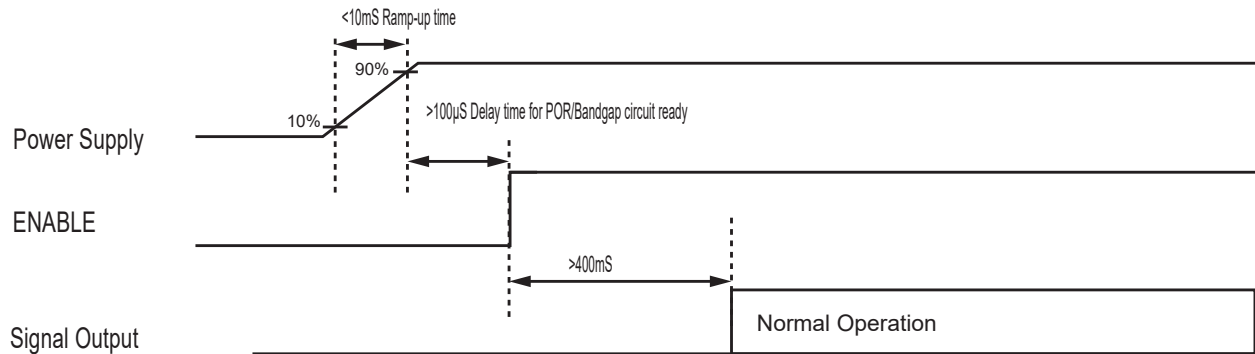 <10mS Ramp-up time
90%
>100µS Delay time for POR/Bandgap circuit ready
10%
Power Supply
ENABLE
>400mS
Normal Operation
Signal Output